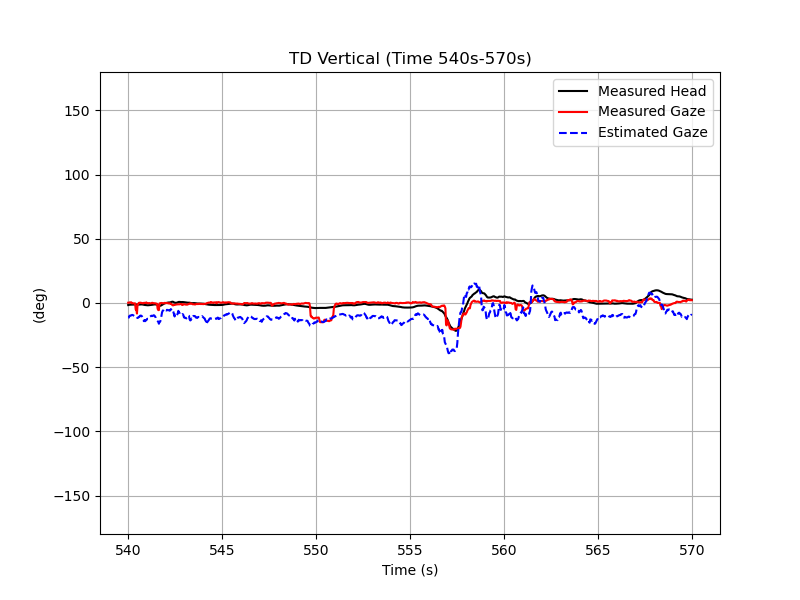 TD Vertical (Time 540s-570s)
Measured Head
Measured Gaze
Estimated Gaze
150
100
50
0
−50
−100
−150
(deg)
540 545 550 555 560 565 570
Time (s)